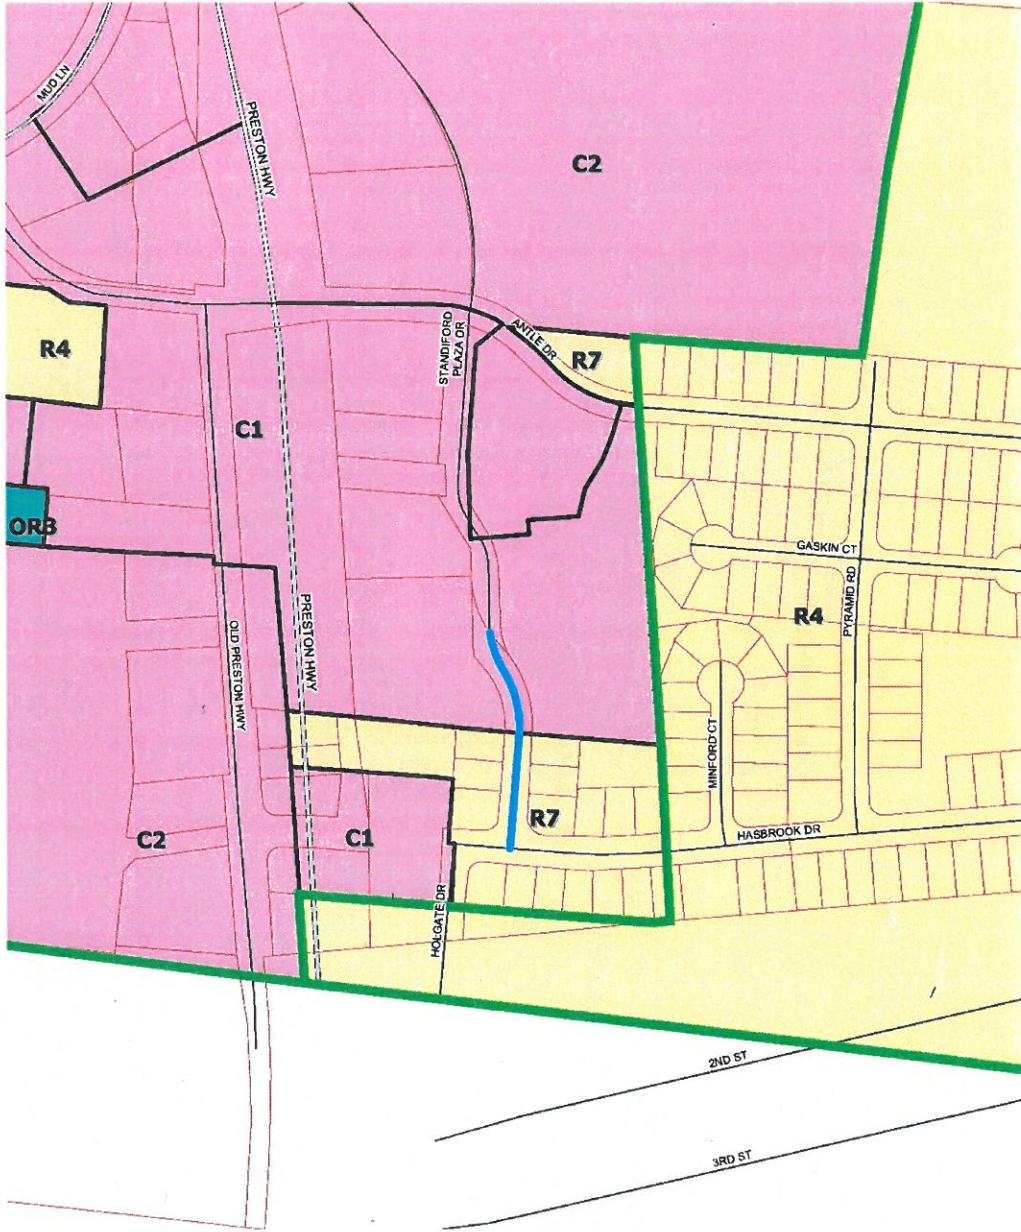 MUD LN
PRESTON HWY
C2
R4
STANDIFORD
PLAZA DR
ANTLE DR
R7
C1
OR3
GASKIN CT
R4
PYRAMID RD
OLD PRESTON HWY
PRESTON HWY
MINFORD CT
C2
C1
R7
HASBROOK DR
HOLGATE DR
2ND ST
3RD ST